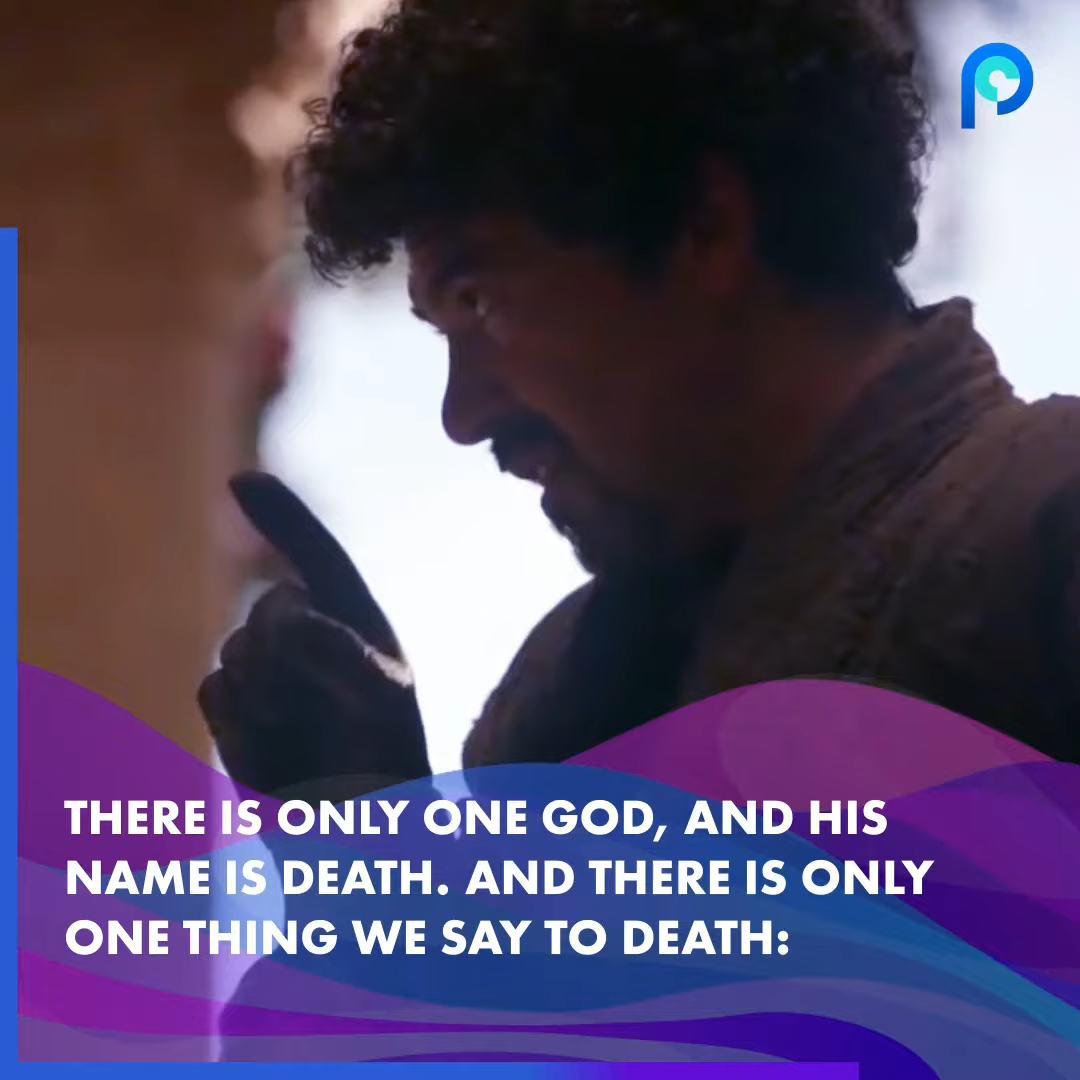 THERE IS ONLY ONE GOD, AND HIS
NAME IS DEATH. AND THERE IS ONLY
ONE THING WE SAY TO DEATH: